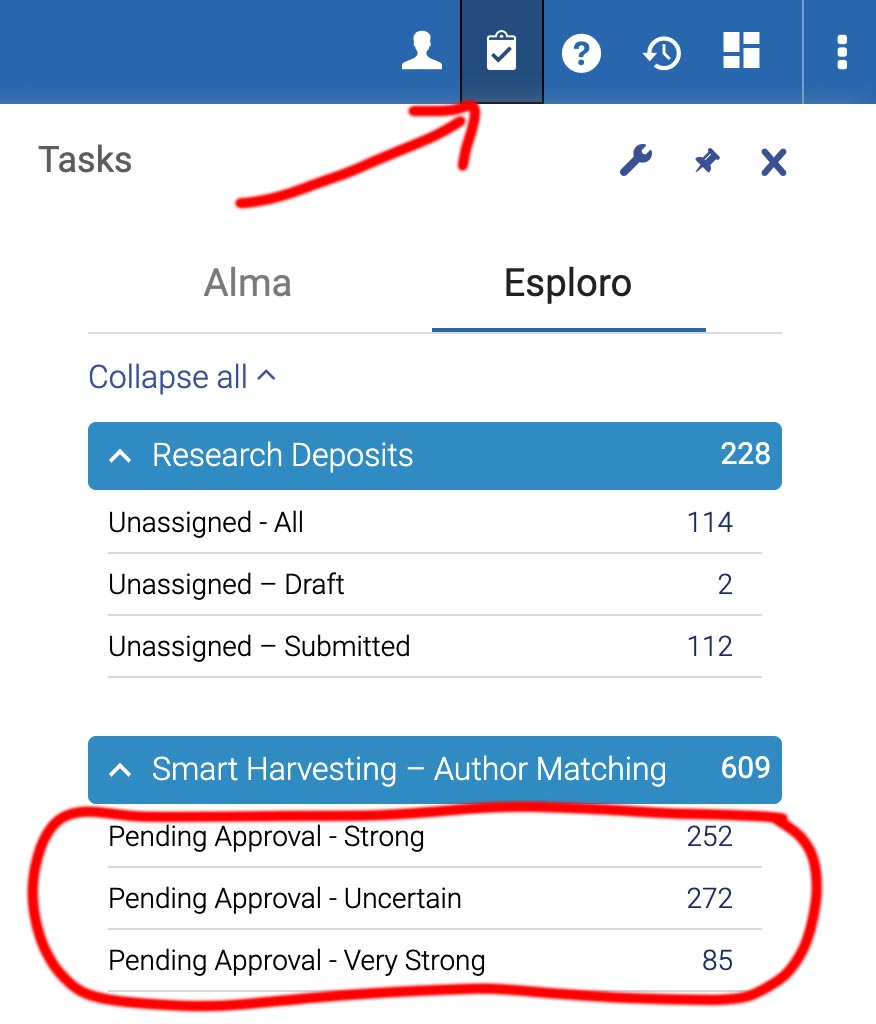 ?
Tasks
Alma Esploro
Collapse all
Research Deposits 228
Unassigned - All 114
Unassigned – Draft 2
Unassigned – Submitted 112
Smart Harvesting – Author Matching 609
Pending Approval - Strong 252
Pending Approval - Uncertain 272
Pending Approval - Very Strong 85